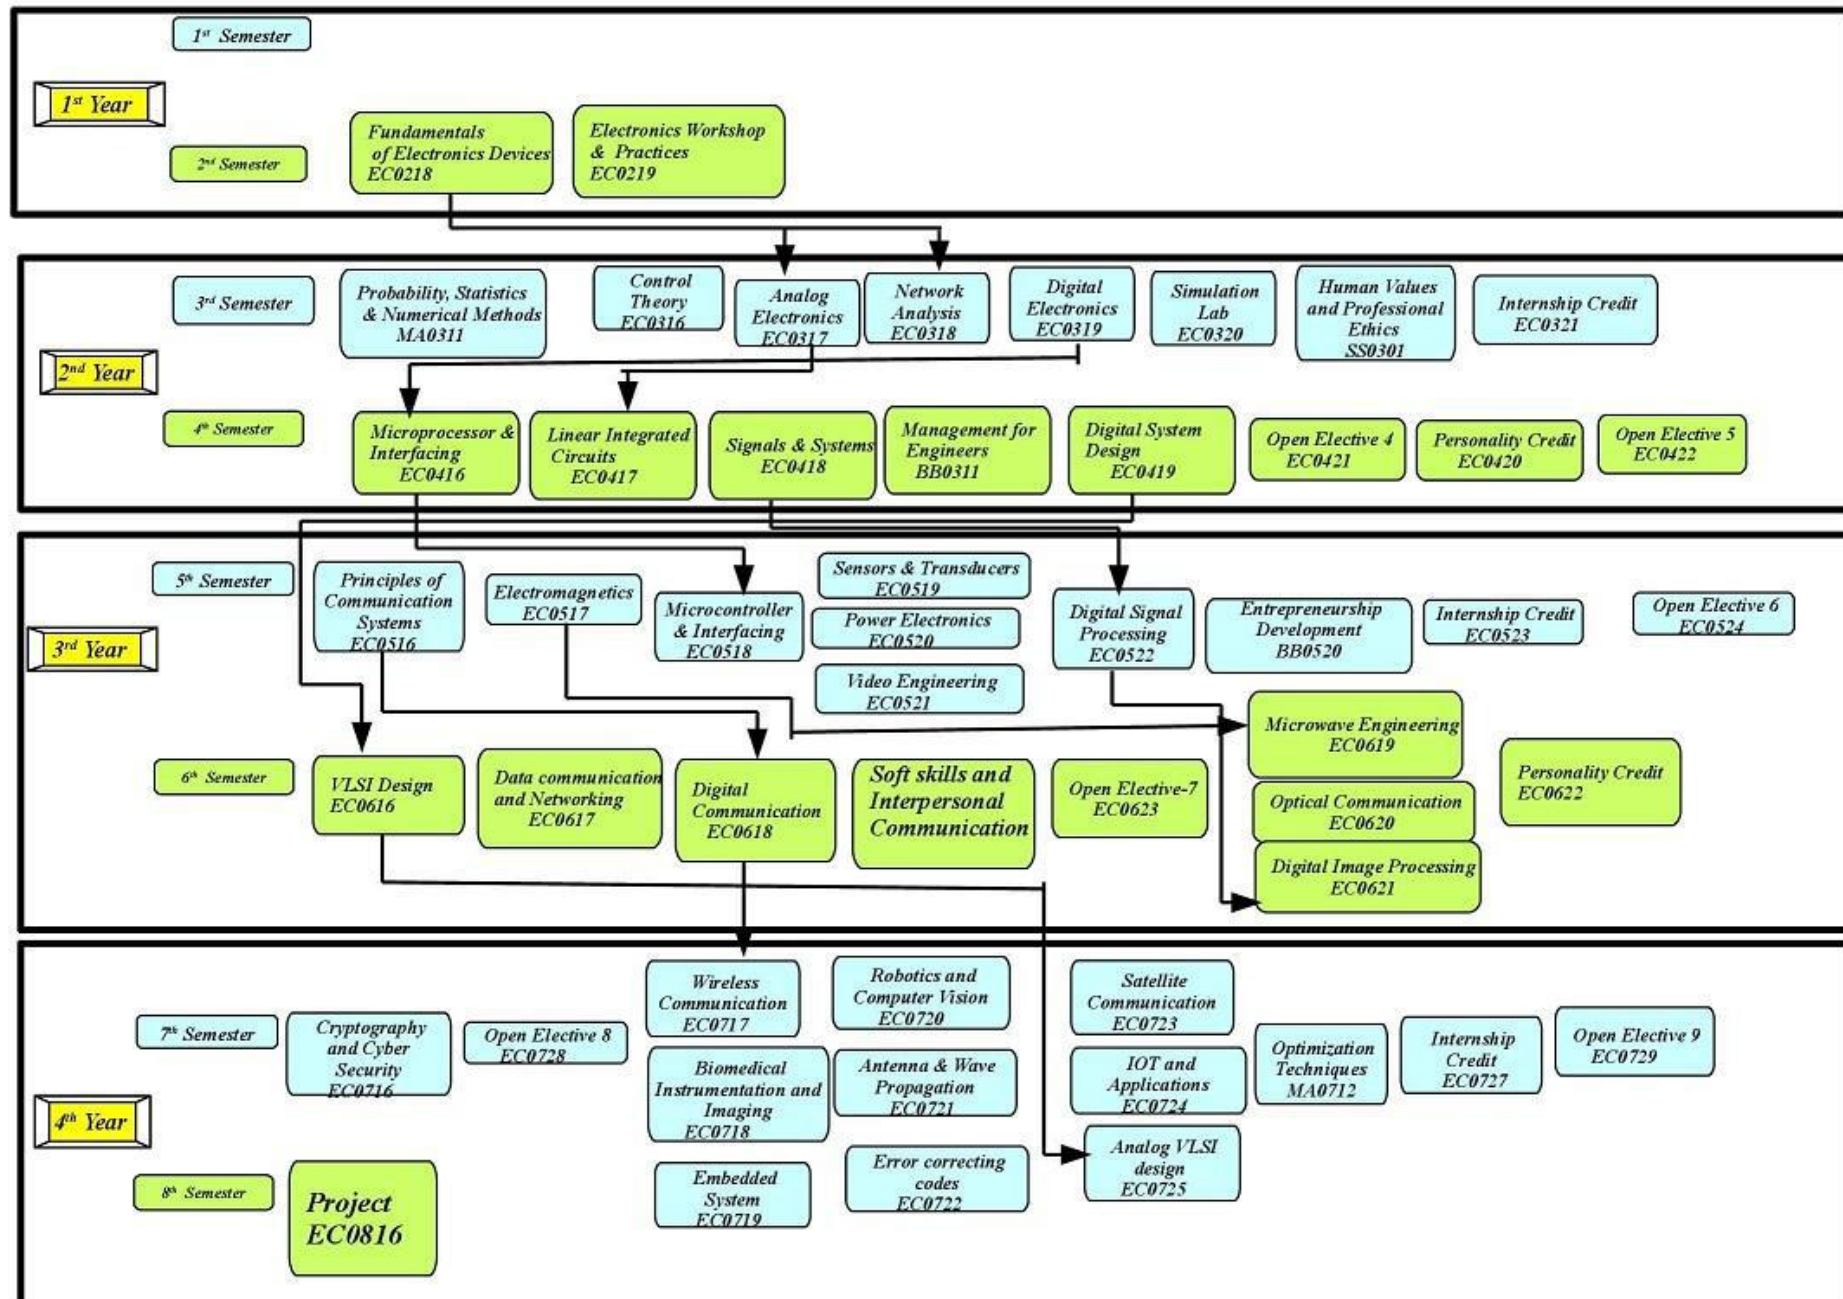 1st Semester
1st Year
2nd Semester
Fundamentals
of Electronics Devices
EC0218
Electronics Workshop
& Practices
EC0219
3rd Semester
Probability, Statistics
& Numerical Methods
MA0311
Control
Theory
EC0316
Analog
Electronics
EC0317
Network
Analysis
EC0318
Digital
Electronics
EC0319
Simulation
Lab
EC0320
Human Values
and Professional
Ethics
SS0301
Internship Credit
EC0321
2nd Year
4th Semester
Microprocessor &
Interfacing
EC0416
Linear Integrated
Circuits
EC0417
Signals & Systems
EC0418
Management for
Engineers
BB0311
Digital System
Design
EC0419
Open Elective 4
EC0421
Personality Credit
EC0420
Open Elective 5
EC0422
5th Semester
Principles of
Communication
Systems
EC0516
Electromagnetics
EC0517
Microcontroller
& Interfacing
EC0518
Sensors & Transducers
EC0519
Power Electronics
EC0520
Video Engineering
EC0521
Digital Signal
Processing
EC0522
Entrepreneurship
Development
BB0520
Internship Credit
EC0523
Open Elective 6
EC0524
3rd Year
6th Semester
VLSI Design
EC0616
Data communication
and Networking
EC0617
Digital
Communication
EC0618
Soft skills and
Interpersonal
Communication
Open Elective-7
EC0623
Microwave Engineering
EC0619
Optical Communication
EC0620
Digital Image Processing
EC0621
Personality Credit
EC0622
7th Semester
Cryptography
and Cyber
Security
EC0716
Open Elective 8
EC0728
Wireless
Communication
EC0717
Biomedical
Instrumentation and
Imaging
EC0718
Embedded
System
EC0719
Robotics and
Computer Vision
EC0720
Antenna & Wave
Propagation
EC0721
Error correcting
codes
EC0722
Satellite
Communication
EC0723
IOT and
Applications
EC0724
Analog VLSI
design
EC0725
Optimization
Techniques
MA0712
Internship
Credit
EC0727
Open Elective 9
EC0729
4th Year
8th Semester
Project
EC0816